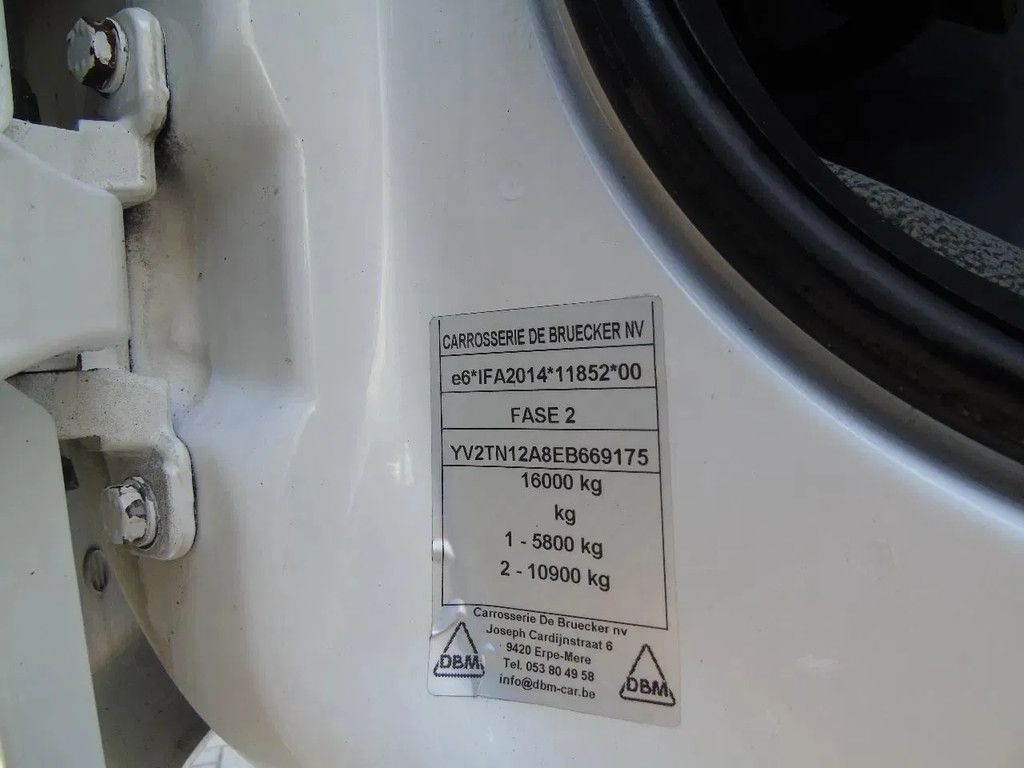 CARROSSERIE DE BRUECKER NV
e6*IFA2014*11852*00
FASE 2
YV2TN12A8EB669175
16000 kg
kg
1 - 5800 kg
2 - 10900 kg
Carrosserie De Bruecker nv
Joseph Cardijnstraat 6
9420 Erpe-Mere
Tel. 053 80 49 58
info@dbm-car.be
DBM
DBM